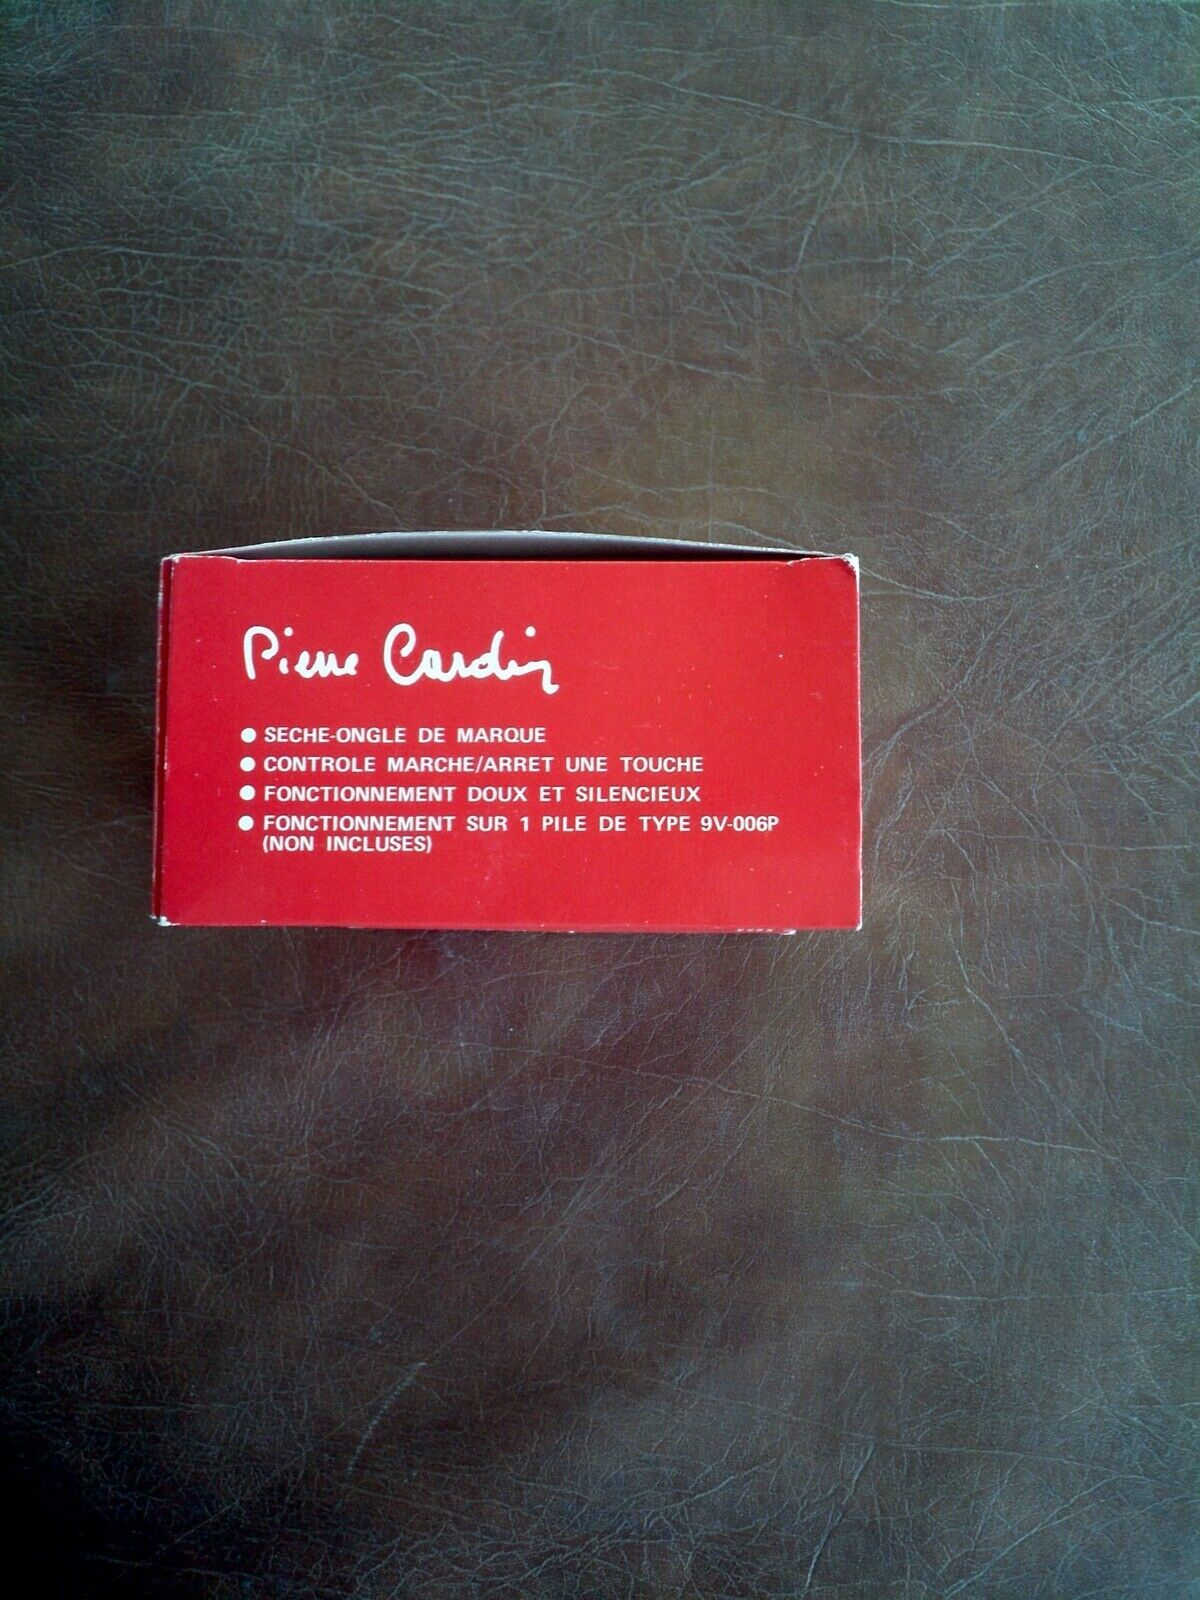 Pierre Cardin
● SECHE-ONGLE DE MARQUE
● CONTROLE MARCHE/ARRET UNE TOUCHE
● FONCTIONNEMENT DOUX ET SILENCIEUX
● FONCTIONNEMENT SUR 1 PILE DE TYPE 9V-006P
(NON INCLUSES)